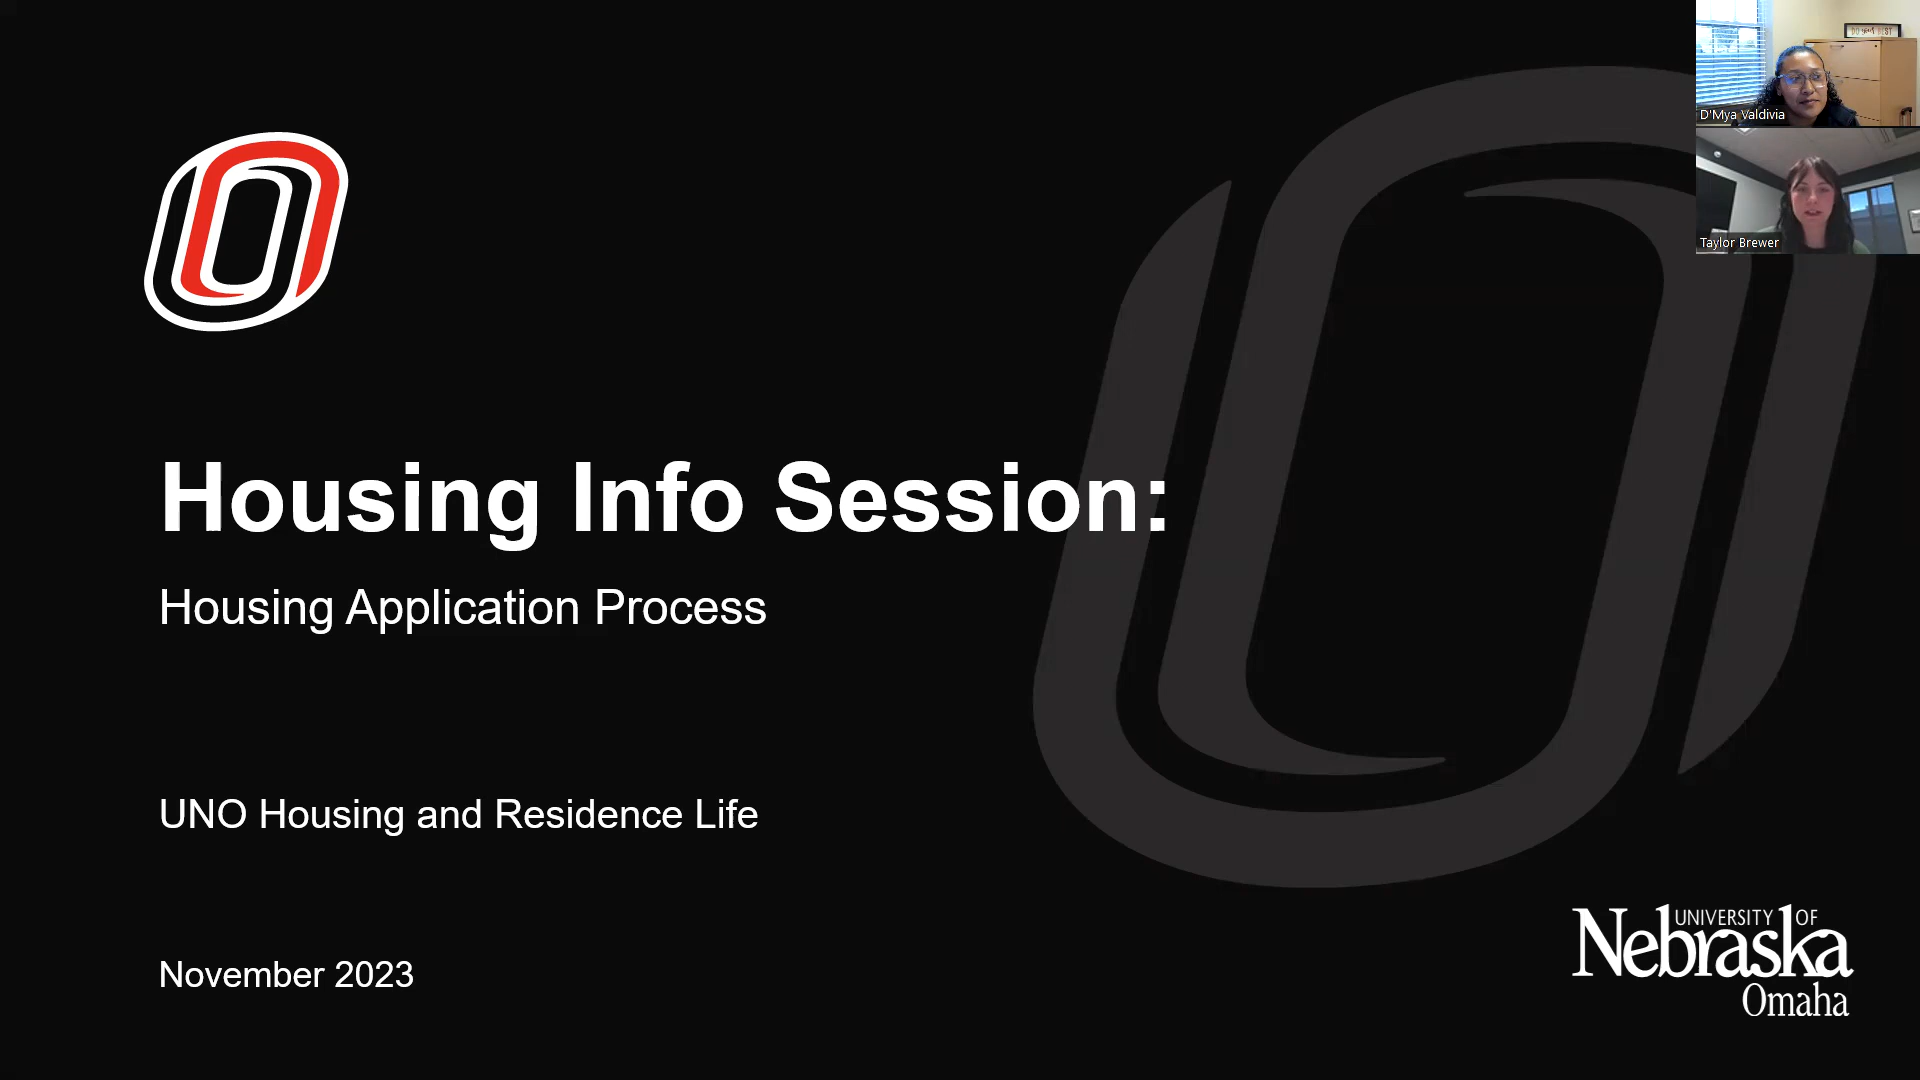 Housing Info Session:
Housing Application Process
UNO Housing and Residence Life
November 2023
UNIVERSITY OF
Nebraska
Omaha
D'Mya Valdivia
Taylor Brewer